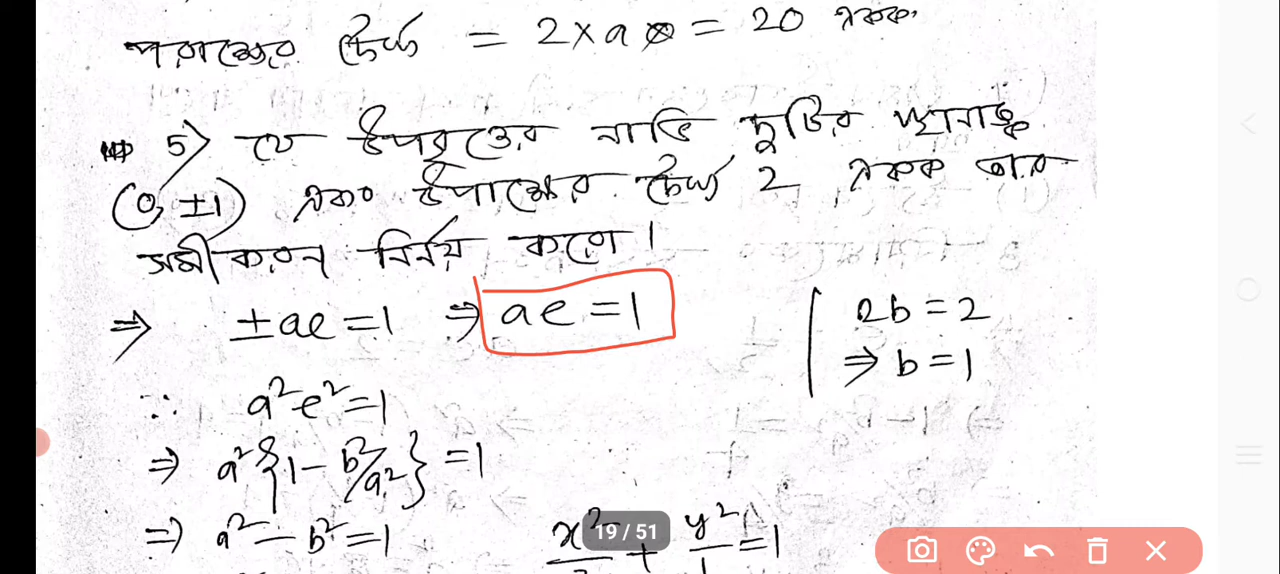 পরাক্ষের দৈর্ঘ্য = 2×a = 20 একক.
5> যে উপবৃত্তের নাভি দুটির স্থানাঙ্ক
(0, ±1) এবং উপাক্ষের দৈর্ঘ্য 2 একক তার
সমীকরণ নির্ণয় করো।
⇒ ±ae = 1 ⇒ ae = 1
2b = 2
⇒ b = 1
∵ a²e² = 1
⇒ a²{1 - b²/a²} = 1
⇒ a² - b² = 1
x² + y²/1 = 1
19 / 51